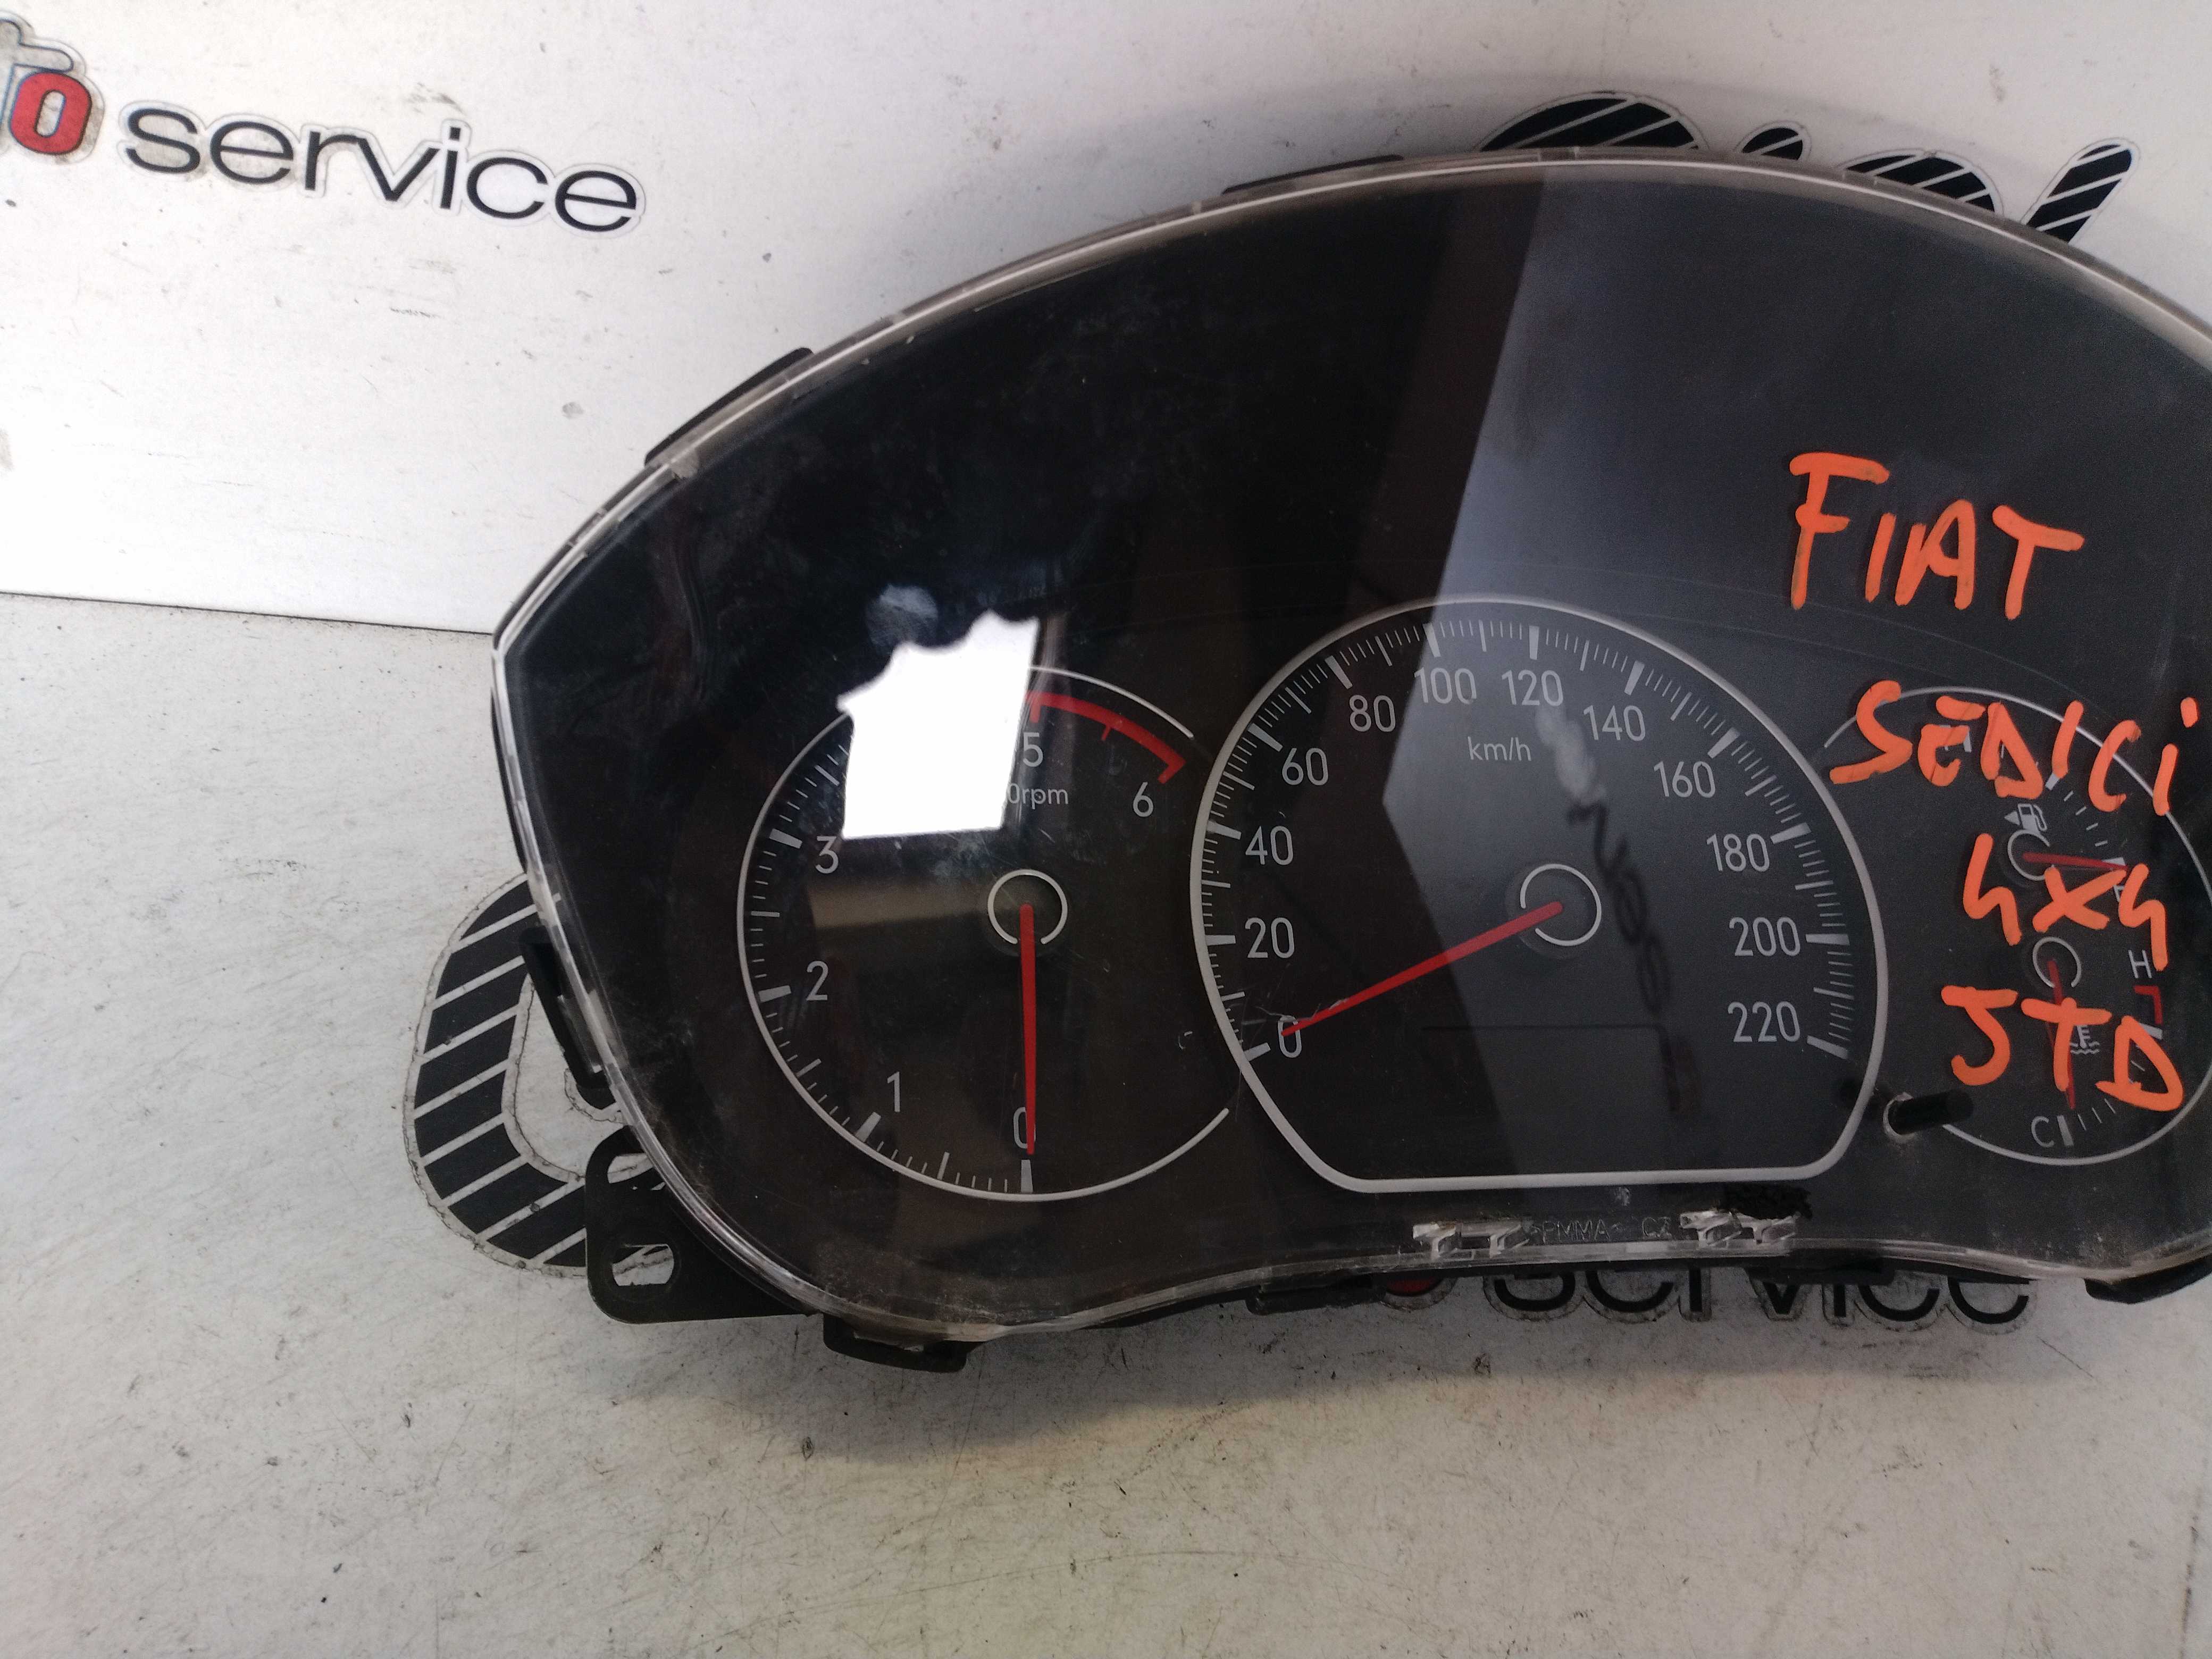 service
FIAT
SEDICI
4x4
JTD
80 100 120 140
km/h
60 160
40 180
20 200
0 220
5
6
3
2
1
0
H
C
PMMA
service